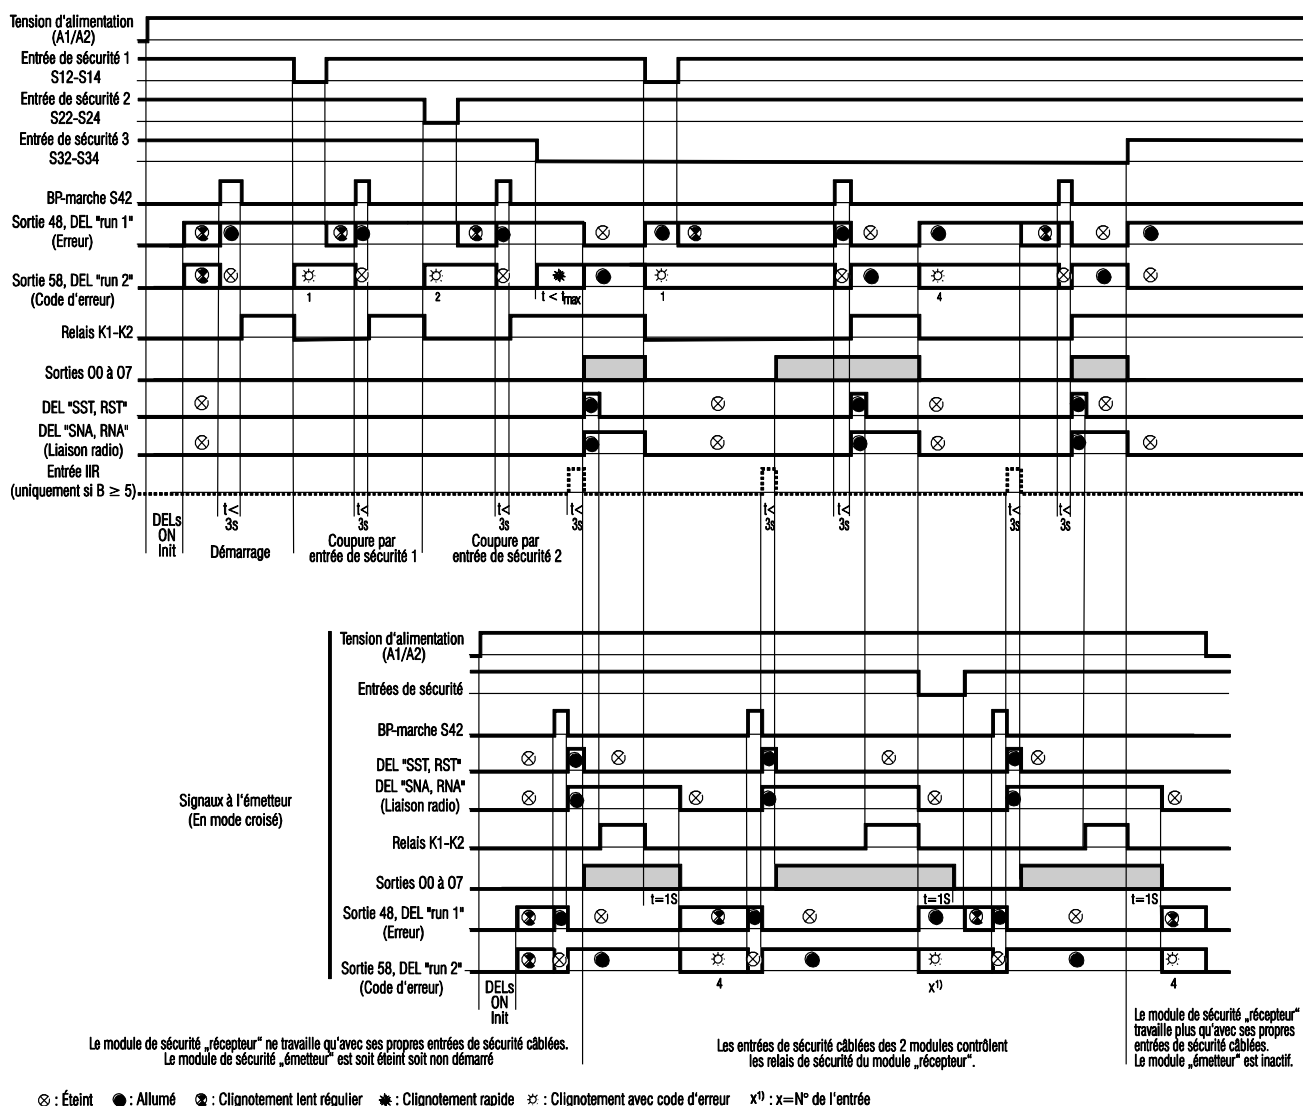 Tension d'alimentation
(A1/A2)
Entrée de sécurité 1
S12-S14
Entrée de sécurité 2
S22-S24
Entrée de sécurité 3
S32-S34
BP-marche S42
Sortie 48, DEL "run 1"
(Erreur)
Sortie 58, DEL "run 2"
(Code d'erreur)
1
2
t < tmax
1
4
Relais K1-K2
Sorties 00 à 07
DEL "SST, RST"
DEL "SNA, RNA"
(Liaison radio)
Entrée IIR
(uniquement si B ≥ 5)
t<
3s
t<
3s
t<
3s
t<
3s
t<
3s
t<
3s
t<
3s
t<
3s
DELs
ON
Init
Démarrage
Coupure par
entrée de sécurité 1
Coupure par
entrée de sécurité 2
Signaux à l'émetteur
(En mode croisé)
Tension d'alimentation
(A1/A2)
Entrées de sécurité
BP-marche S42
DEL "SST, RST"
DEL "SNA, RNA"
(Liaison radio)
Relais K1-K2
Sorties 00 à 07
t=1S
t=1S
t=1S
Sortie 48, DEL "run 1"
(Erreur)
Sortie 58, DEL "run 2"
(Code d'erreur)
4
x¹⁾
4
DELs
ON
Init
Le module de sécurité „récepteur“ ne travaille qu'avec ses propres entrées de sécurité câblées.
Le module de sécurité „émetteur“ est soit éteint soit non démarré
Les entrées de sécurité câblées des 2 modules contrôlent
les relais de sécurité du module „récepteur“.
Le module de sécurité „récepteur“
travaille plus qu'avec ses propres
entrées de sécurité câblées.
Le module „émetteur“ est inactif.
: Éteint : Allumé : Clignotement lent régulier : Clignotement rapide : Clignotement avec code d'erreur x¹⁾ : x=N° de l'entrée